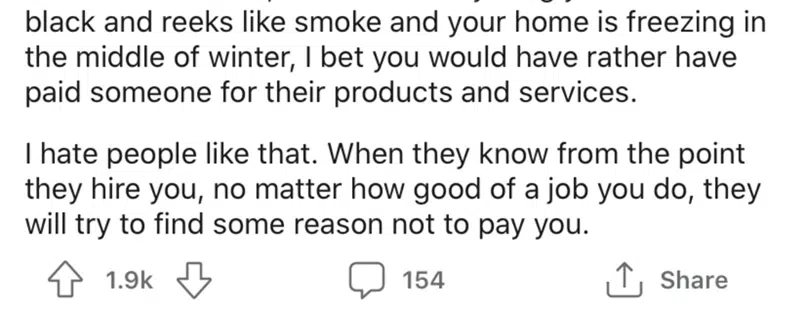 black and reeks like smoke and your home is freezing in
the middle of winter, I bet you would have rather have
paid someone for their products and services.
I hate people like that. When they know from the point
they hire you, no matter how good of a job you do, they
will try to find some reason not to pay you.
1.9k 154 Share